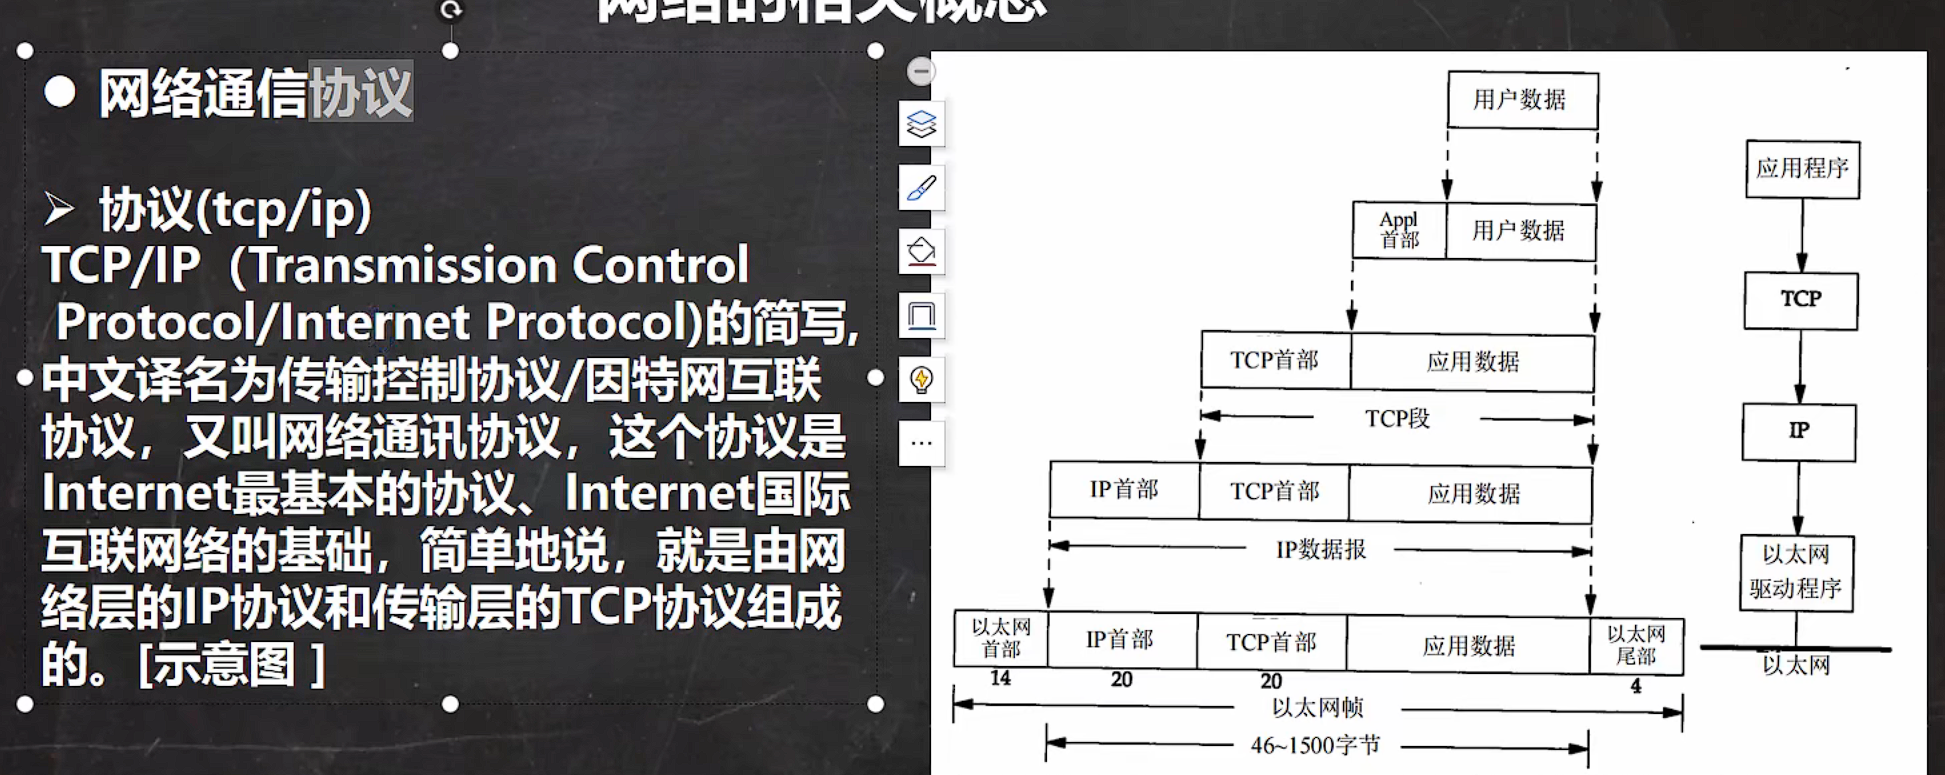 网络的相关概念
网络通信协议
协议(tcp/ip)
TCP/IP（Transmission Control
Protocol/Internet Protocol)的简写,
中文译名为传输控制协议/因特网互联
协议，又叫网络通讯协议，这个协议是
Internet最基本的协议、Internet国际
互联网络的基础，简单地说，就是由网
络层的IP协议和传输层的TCP协议组成
的。[示意图 ]
用户数据
Appl
首部
用户数据
TCP首部
应用数据
TCP段
IP首部
TCP首部
应用数据
IP数据报
以太网
首部
IP首部
TCP首部
应用数据
以太网
尾部
14
20
20
4
以太网帧
46~1500字节
应用程序
TCP
IP
以太网
驱动程序
以太网